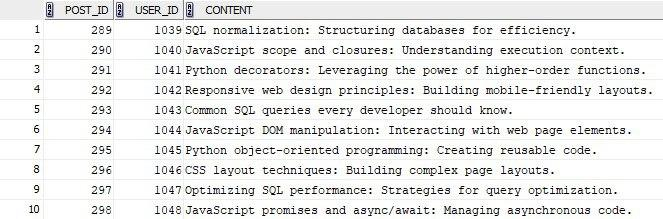 POST_ID USER_ID CONTENT
1 289 1039 SQL normalization: Structuring databases for efficiency.
2 290 1040 JavaScript scope and closures: Understanding execution context.
3 291 1041 Python decorators: Leveraging the power of higher-order functions.
4 292 1042 Responsive web design principles: Building mobile-friendly layouts.
5 293 1043 Common SQL queries every developer should know.
6 294 1044 JavaScript DOM manipulation: Interacting with web page elements.
7 295 1045 Python object-oriented programming: Creating reusable code.
8 296 1046 CSS layout techniques: Building complex page layouts.
9 297 1047 Optimizing SQL performance: Strategies for query optimization.
10 298 1048 JavaScript promises and async/await: Managing asynchronous code.